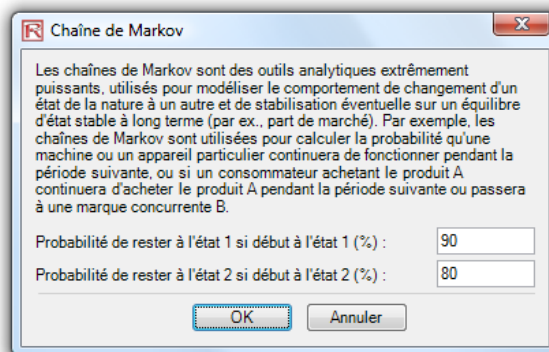 Chaîne de Markov
Les chaînes de Markov sont des outils analytiques extrêmement
puissants, utilisés pour modéliser le comportement de changement d'un
état de la nature à un autre et de stabilisation éventuelle sur un équilibre
d'état stable à long terme (par ex., part de marché). Par exemple, les
chaînes de Markov sont utilisées pour calculer la probabilité qu'une
machine ou un appareil particulier continuera de fonctionner pendant la
période suivante, ou si un consommateur achetant le produit A
continuera d'acheter le produit A pendant la période suivante ou passera
à une marque concurrente B.
Probabilité de rester à l'état 1 si début à l'état 1 (%) : 90
Probabilité de rester à l'état 2 si début à l'état 2 (%) : 80
OK Annuler